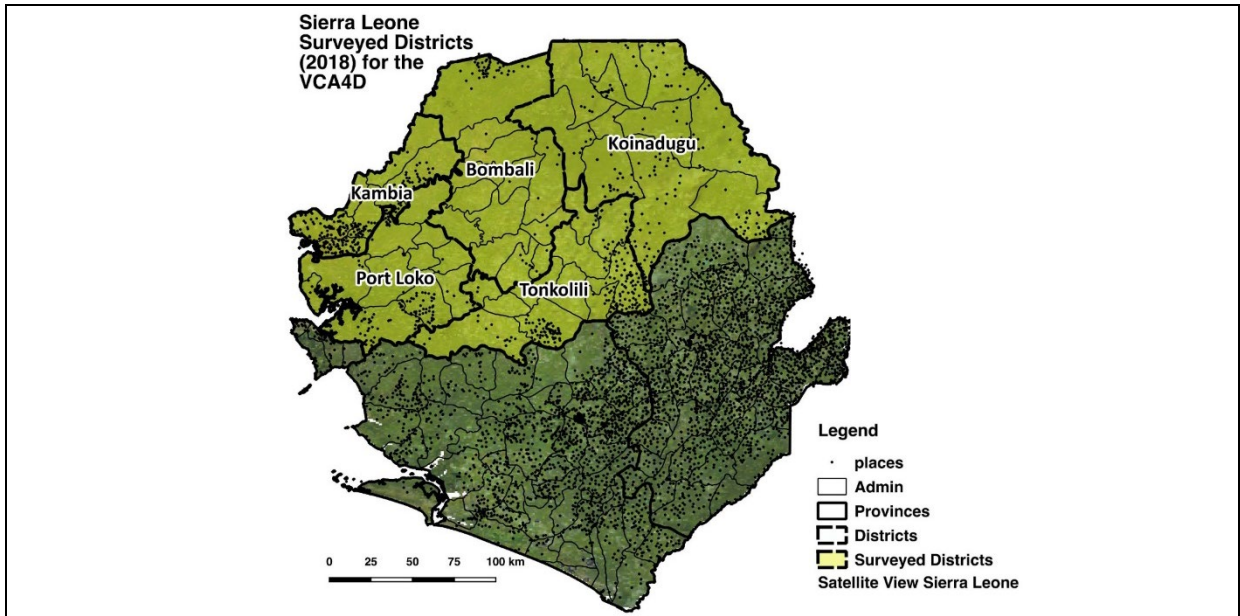 Sierra Leone
Surveyed Districts
(2018) for the
VCA4D
Koinadugu
Bombali
Kambia
Port Loko
Tonkolili
Legend
places
Admin
Provinces
Districts
Surveyed Districts
Satellite View Sierra Leone
0 25 50 75 100 km